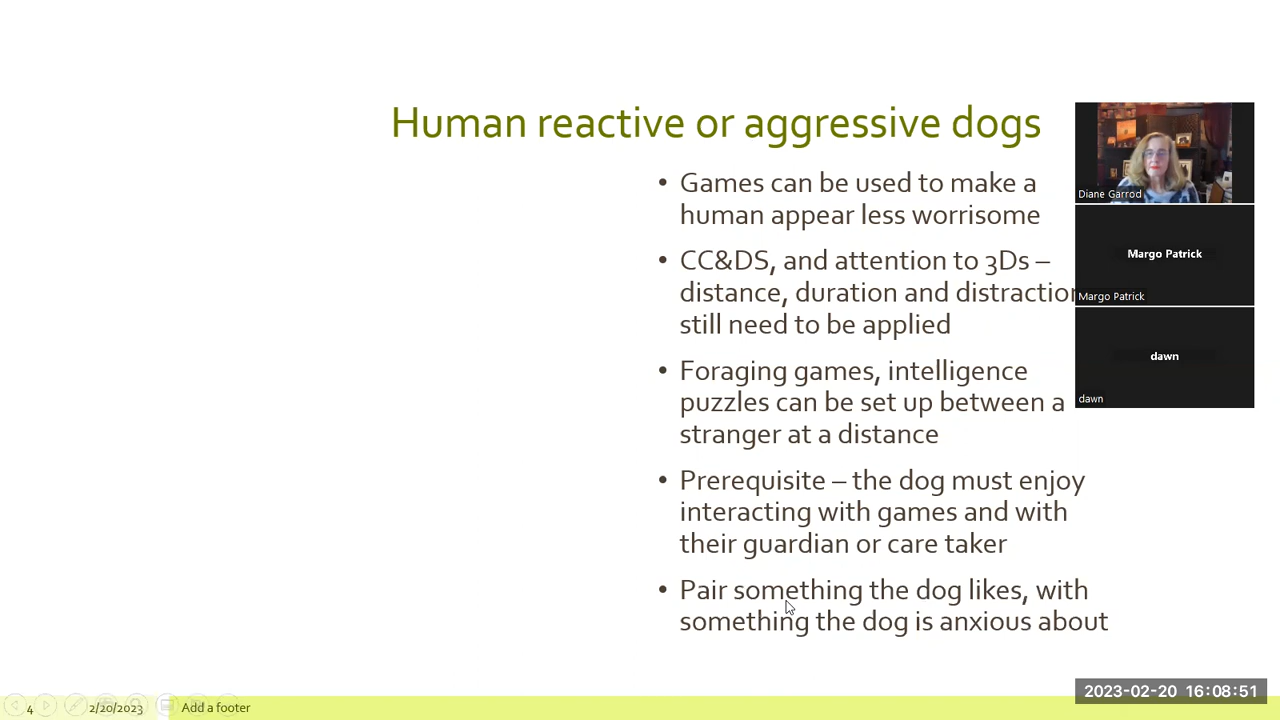 Human reactive or aggressive dogs
• Games can be used to make a
human appear less worrisome
• CC&DS, and attention to 3Ds –
distance, duration and distraction
still need to be applied
• Foraging games, intelligence
puzzles can be set up between a
stranger at a distance
• Prerequisite – the dog must enjoy
interacting with games and with
their guardian or care taker
• Pair something the dog likes, with
something the dog is anxious about
Diane Garrod
Margo Patrick
Margo Patrick
dawn
dawn
2023-02-20 16:08:51
4
2/20/2023
Add a footer